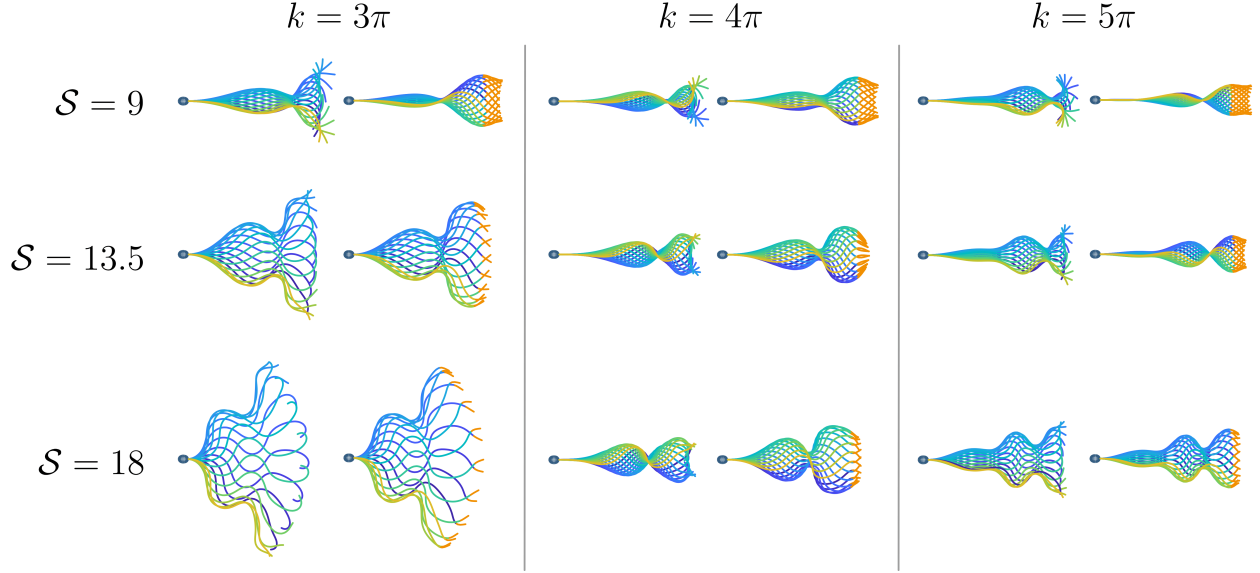 k = 3π
k = 4π
k = 5π
𝒮 = 9
𝒮 = 13.5
𝒮 = 18